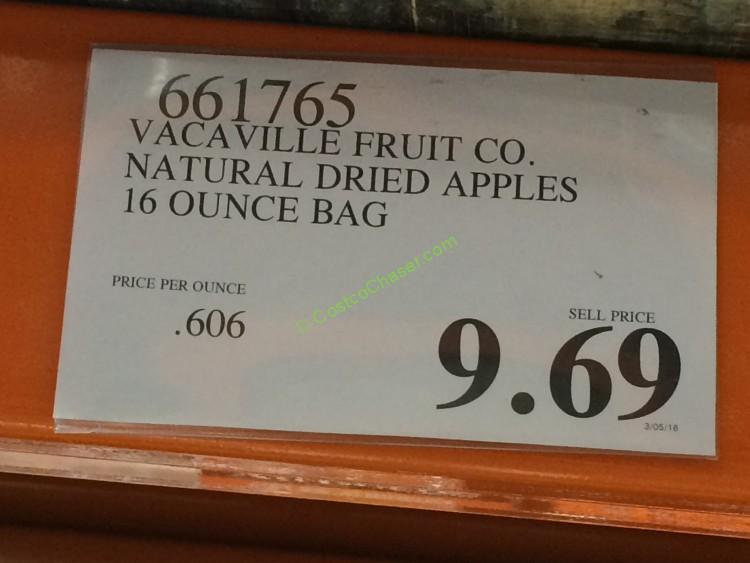 661765
VACAVILLE FRUIT CO.
NATURAL DRIED APPLES
16 OUNCE BAG
PRICE PER OUNCE
.606
SELL PRICE
9.69
3/05/16
© CostcoChaser.com